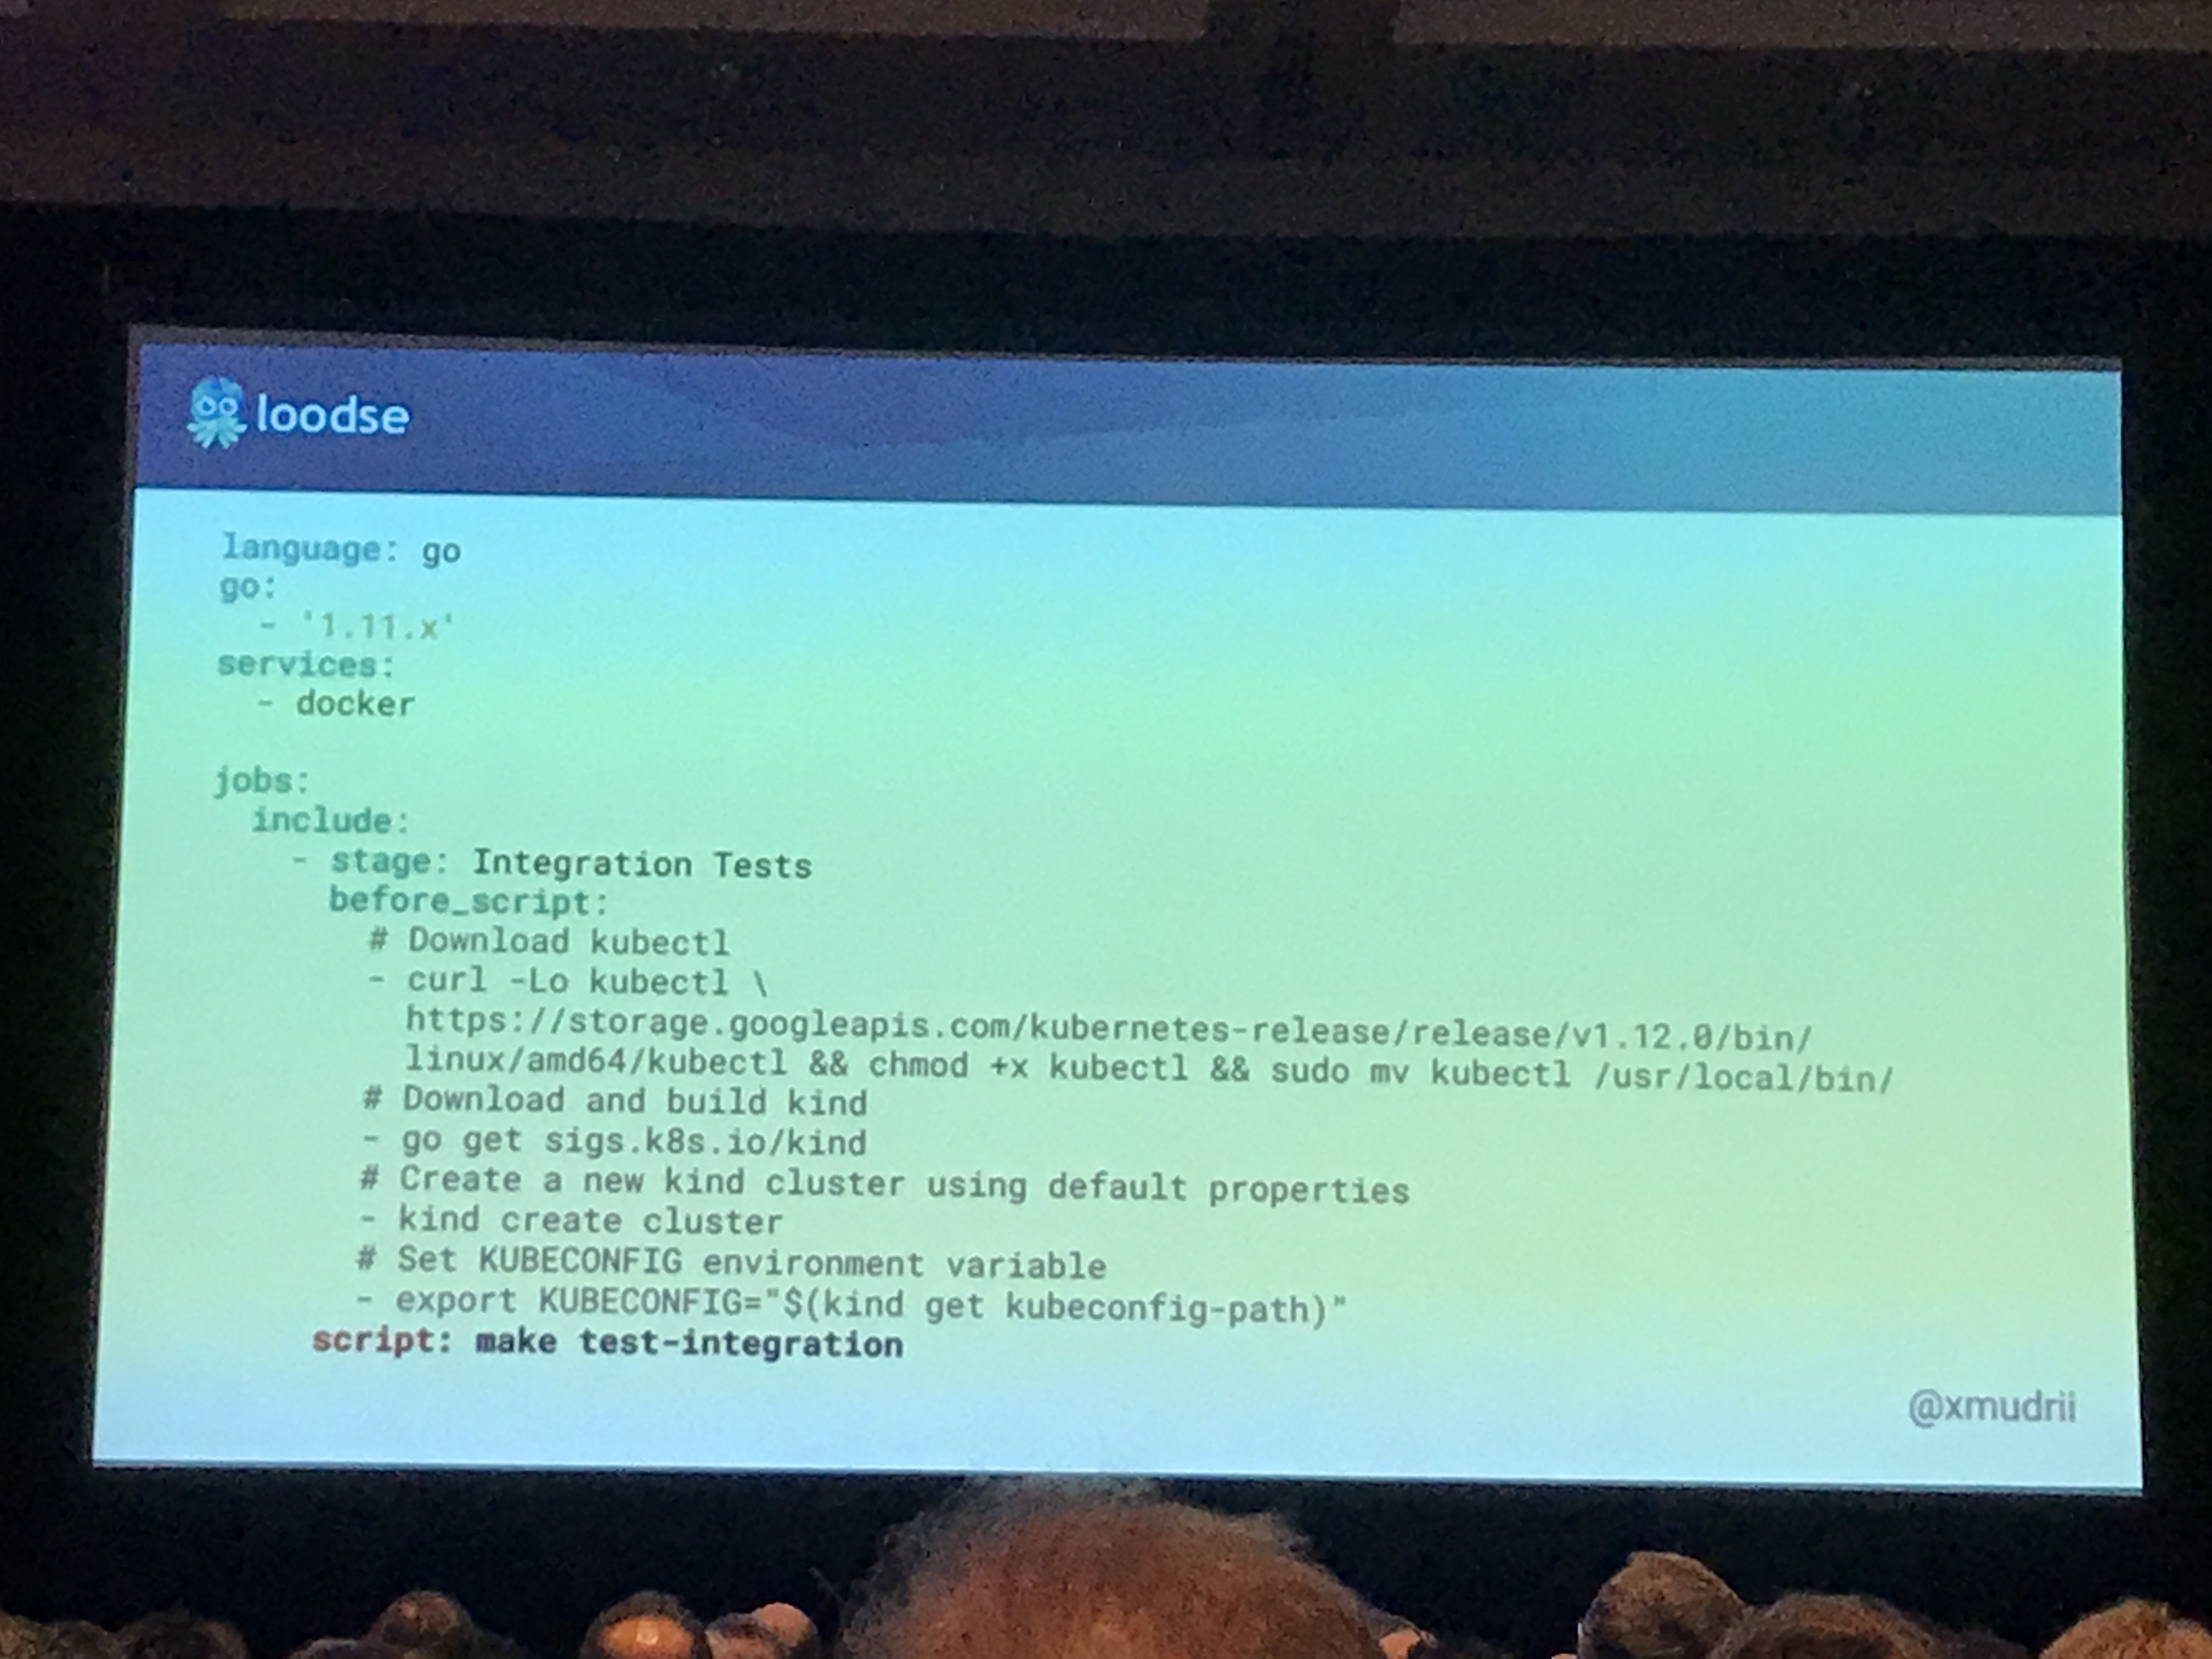 loodse
language: go
go:
  - '1.11.x'
services:
  - docker
jobs:
  include:
    - stage: Integration Tests
      before_script:
        # Download kubectl
        - curl -Lo kubectl \
          https://storage.googleapis.com/kubernetes-release/release/v1.12.0/bin/
          linux/amd64/kubectl && chmod +x kubectl && sudo mv kubectl /usr/local/bin/
        # Download and build kind
        - go get sigs.k8s.io/kind
        # Create a new kind cluster using default properties
        - kind create cluster
        # Set KUBECONFIG environment variable
        - export KUBECONFIG="$(kind get kubeconfig-path)"
      script: make test-integration
@xmudrii